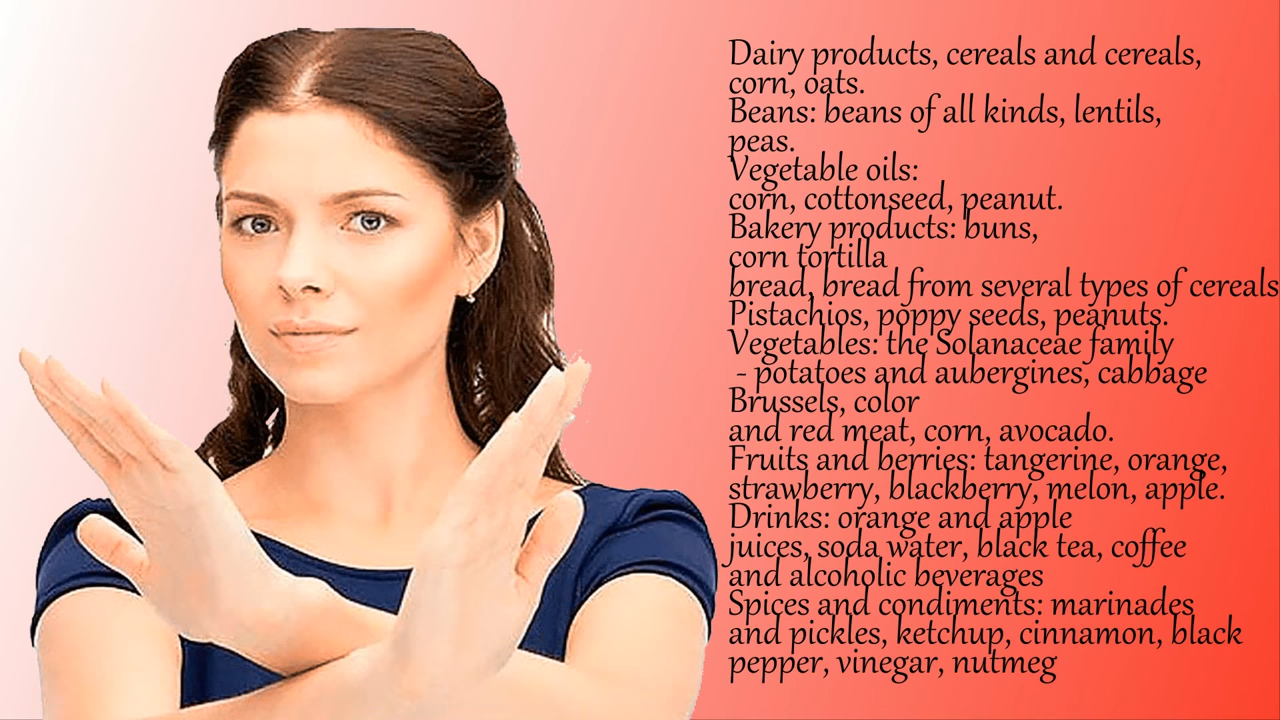 Dairy products, cereals and cereals,
corn, oats.
Beans: beans of all kinds, lentils,
peas.
Vegetable oils:
corn, cottonseed, peanut.
Bakery products: buns,
corn tortilla
bread, bread from several types of cereals
Pistachios, poppy seeds, peanuts.
Vegetables: the Solanaceae family
- potatoes and aubergines, cabbage
Brussels, color
and red meat, corn, avocado.
Fruits and berries: tangerine, orange,
strawberry, blackberry, melon, apple.
Drinks: orange and apple
juices, soda water, black tea, coffee
and alcoholic beverages
Spices and condiments: marinades
and pickles, ketchup, cinnamon, black
pepper, vinegar, nutmeg